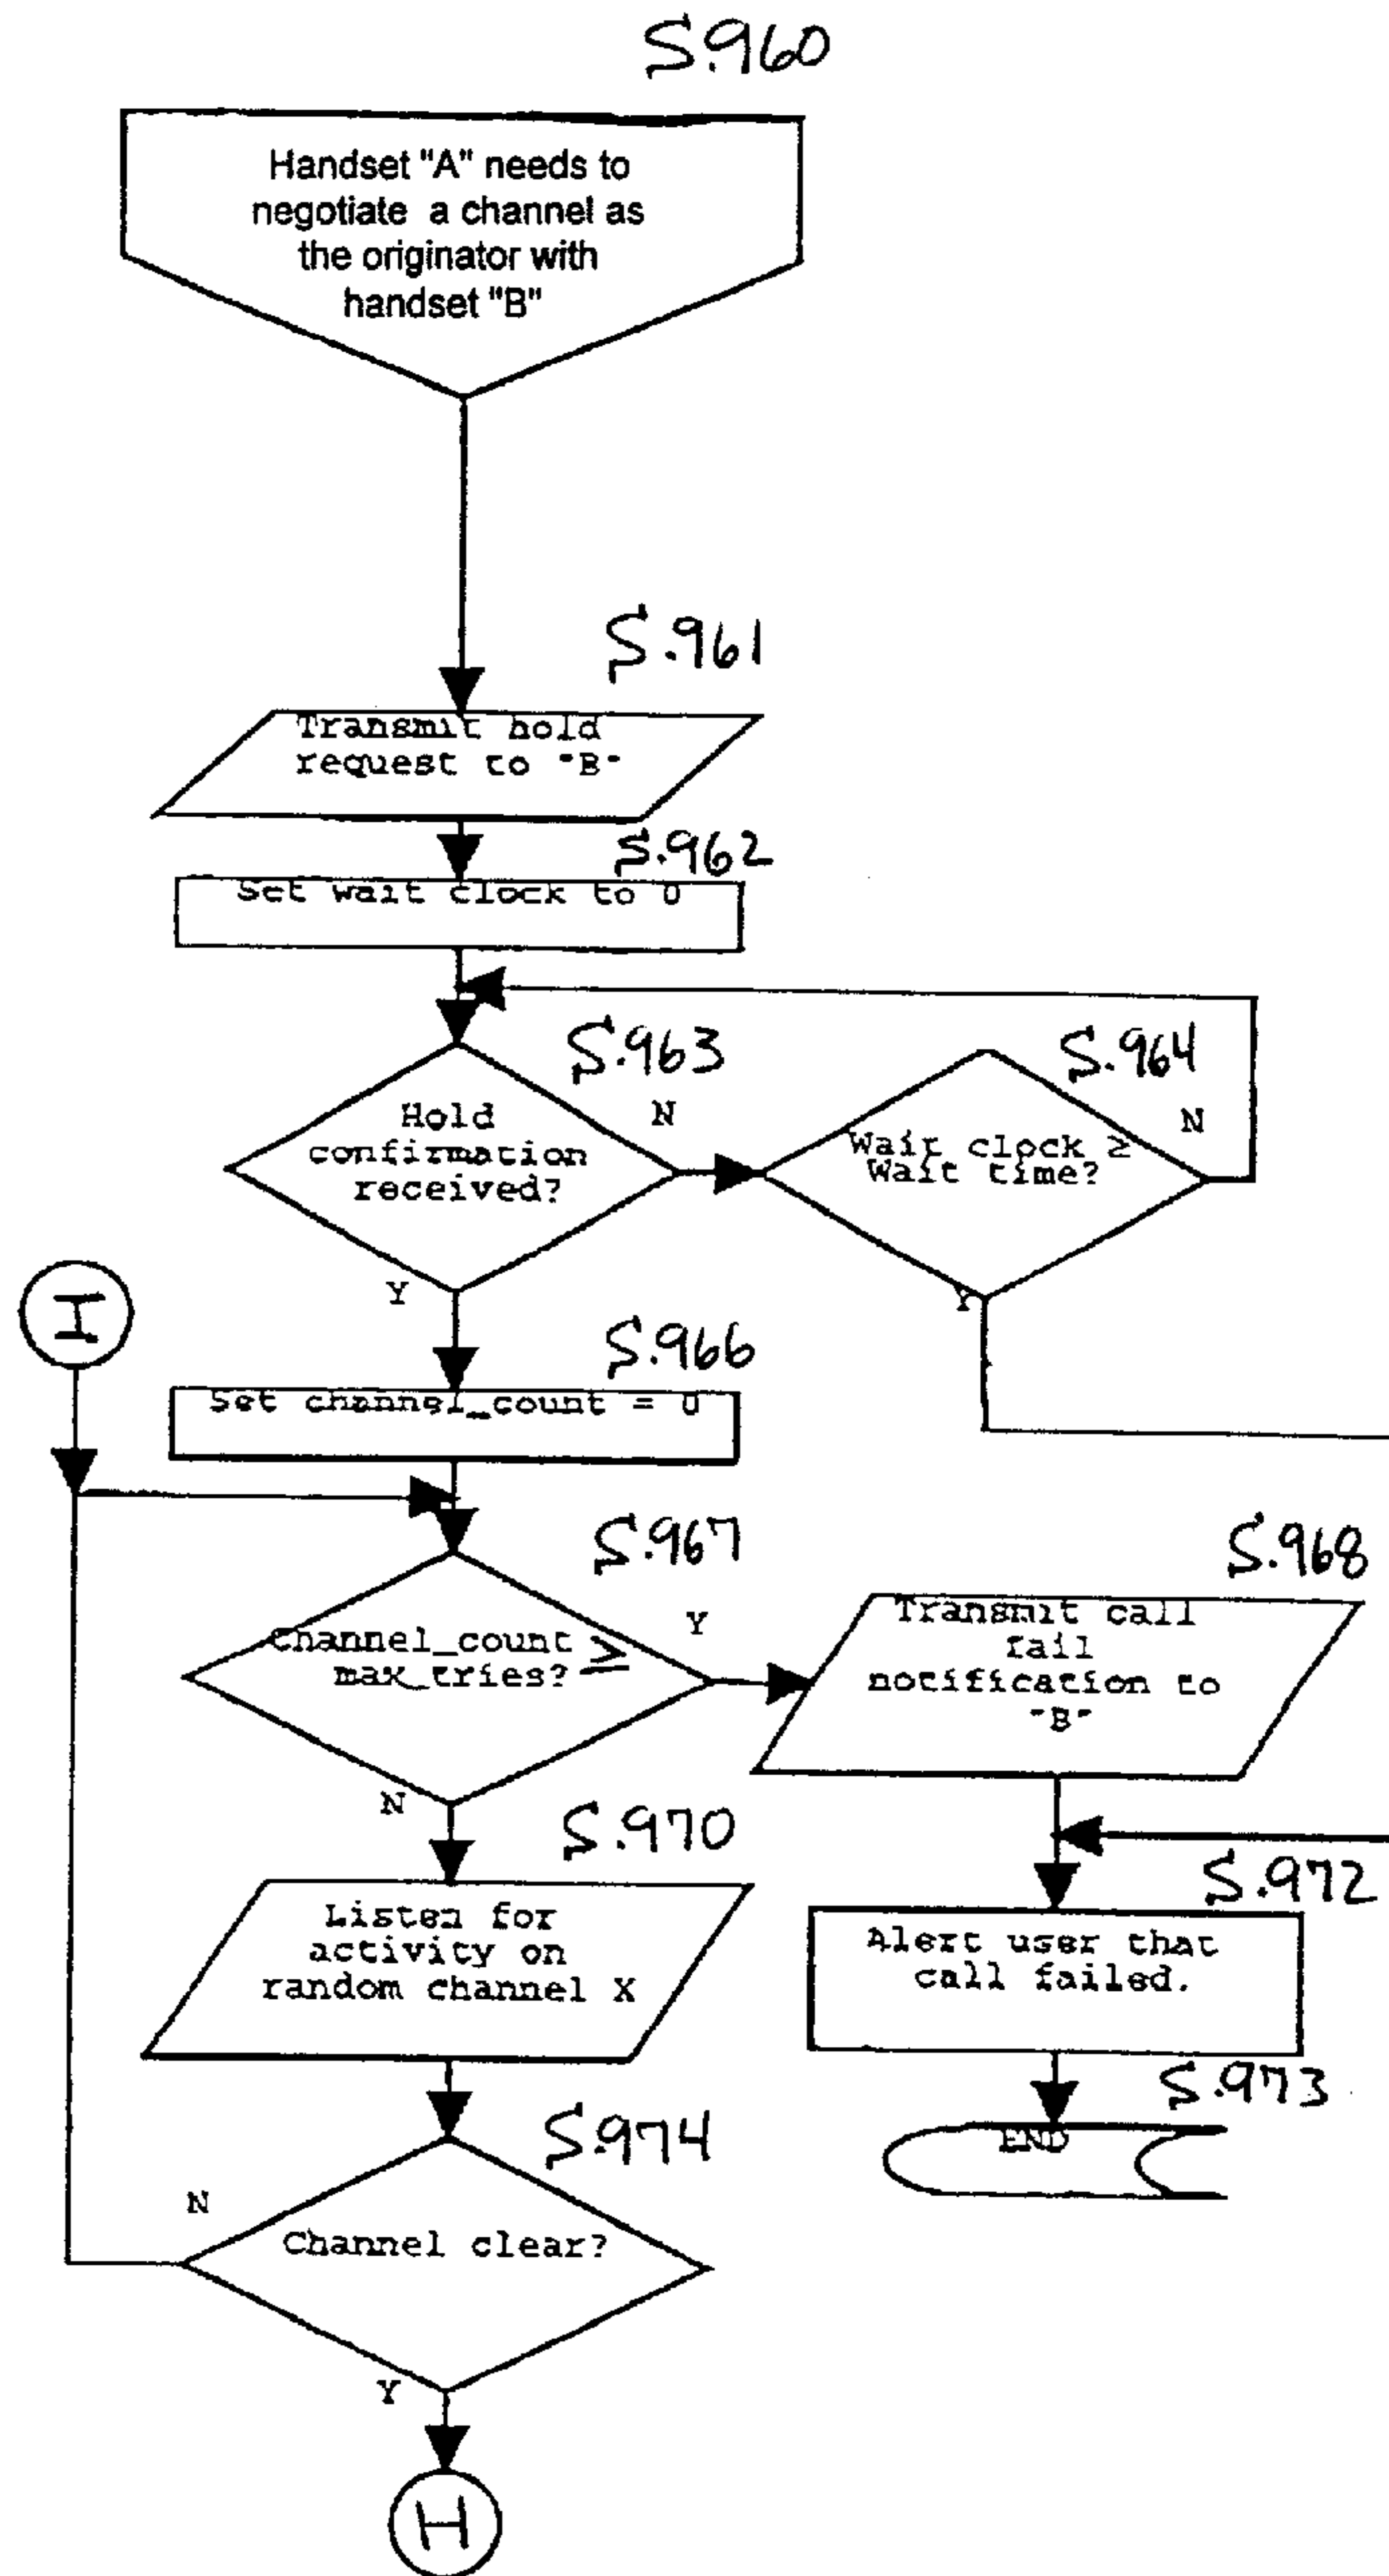 S.960
Handset "A" needs to
negotiate a channel as
the originator with
handset "B"
S.961
Transmit hold
request to "B"
S.962
Set wait clock to 0
S.963
Hold
confirmation
received?
N
Y
S.964
Wait clock ≥
Wait time?
N
Y
I
S.966
Set channel_count = 0
S.967
Channel_count ≥
max_tries?
Y
N
S.968
Transmit call
fail
notification to
"B"
S.970
Listen for
activity on
random channel X
S.972
Alert user that
call failed.
S.973
END
S.974
Channel clear?
N
Y
H